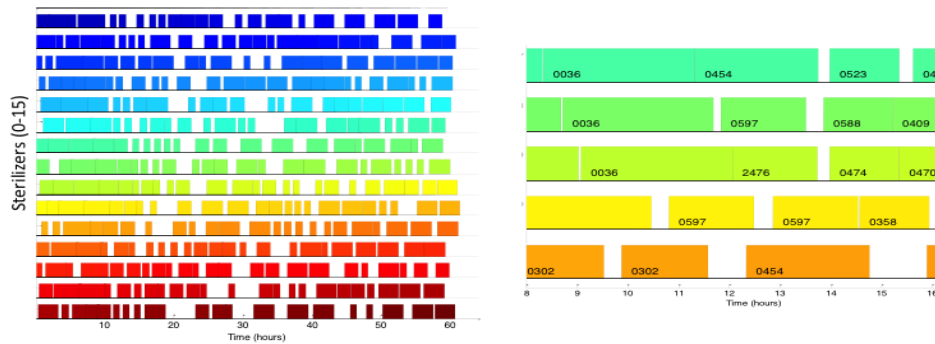 Sterilizers (0-15)
10 20 30 40 50 60
Time (hours)
0036 0454 0523 04
0036 0597 0588 0409
0036 2476 0474 0470
0597 0597 0358
0302 0302 0454
8 9 10 11 12 13 14 15 16
Time (hours)